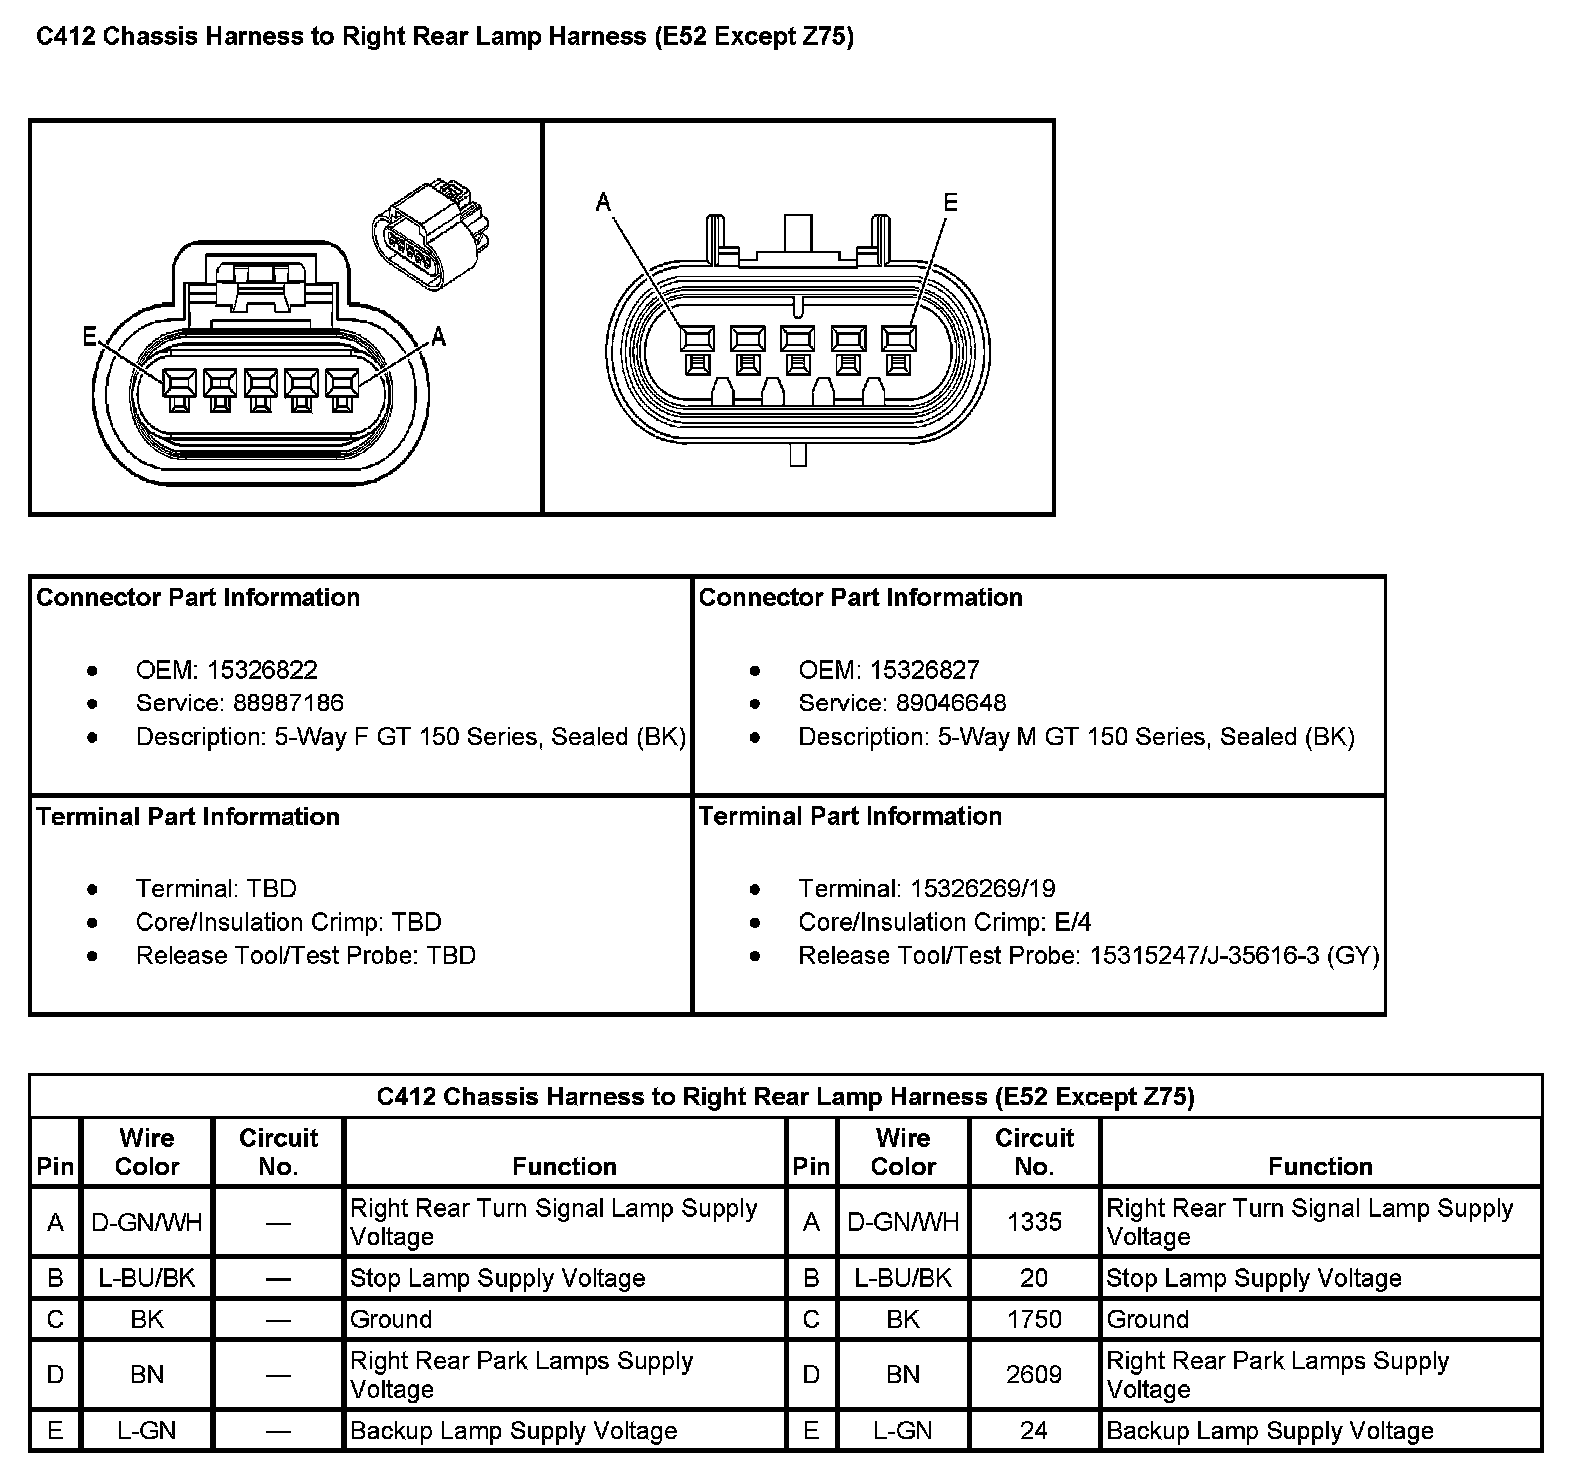 C412 Chassis Harness to Right Rear Lamp Harness (E52 Except Z75)
E
A
A
E
Connector Part Information
• OEM: 15326822
• Service: 88987186
• Description: 5-Way F GT 150 Series, Sealed (BK)
Connector Part Information
• OEM: 15326827
• Service: 89046648
• Description: 5-Way M GT 150 Series, Sealed (BK)
Terminal Part Information
• Terminal: TBD
• Core/Insulation Crimp: TBD
• Release Tool/Test Probe: TBD
Terminal Part Information
• Terminal: 15326269/19
• Core/Insulation Crimp: E/4
• Release Tool/Test Probe: 15315247/J-35616-3 (GY)
C412 Chassis Harness to Right Rear Lamp Harness (E52 Except Z75)
Pin Wire Color Circuit No. Function Pin Wire Color Circuit No. Function
A D-GN/WH — Right Rear Turn Signal Lamp Supply Voltage A D-GN/WH 1335 Right Rear Turn Signal Lamp Supply Voltage
B L-BU/BK — Stop Lamp Supply Voltage B L-BU/BK 20 Stop Lamp Supply Voltage
C BK — Ground C BK 1750 Ground
D BN — Right Rear Park Lamps Supply Voltage D BN 2609 Right Rear Park Lamps Supply Voltage
E L-GN — Backup Lamp Supply Voltage E L-GN 24 Backup Lamp Supply Voltage